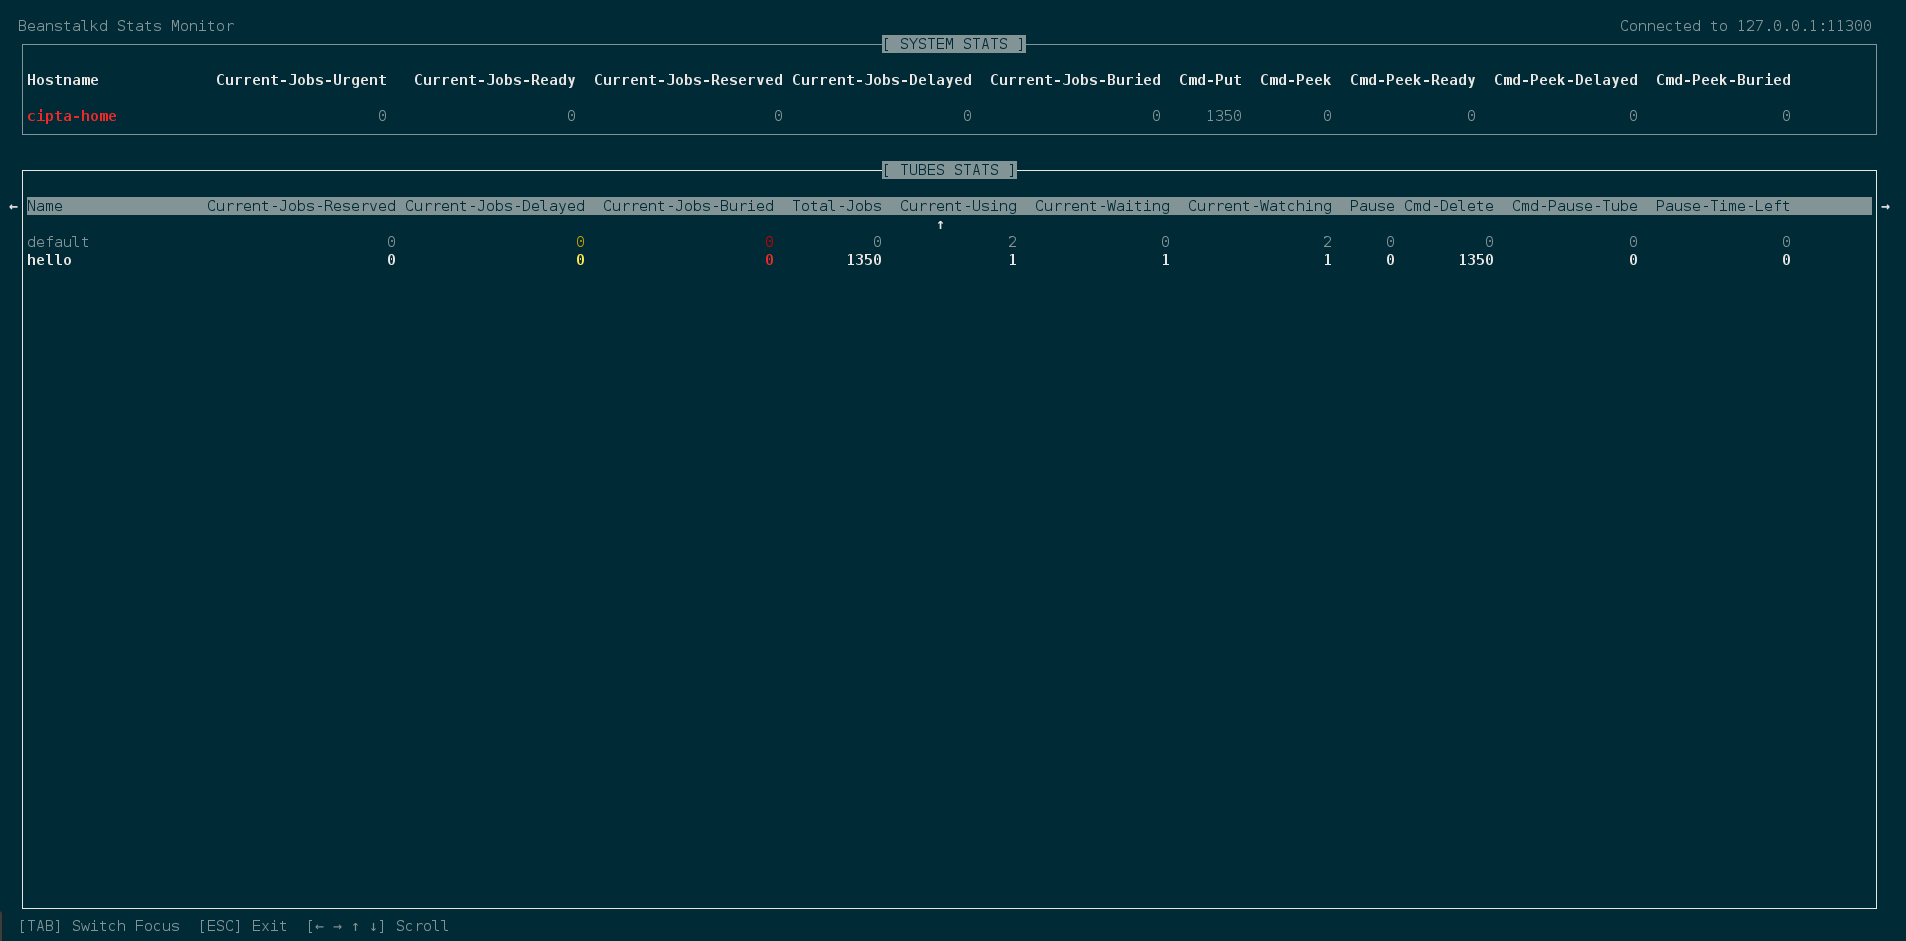 Beanstalkd Stats Monitor Connected to 127.0.0.1:11300
[ SYSTEM STATS ]
Hostname Current-Jobs-Urgent Current-Jobs-Ready Current-Jobs-Reserved Current-Jobs-Delayed Current-Jobs-Buried Cmd-Put Cmd-Peek Cmd-Peek-Ready Cmd-Peek-Delayed Cmd-Peek-Buried
cipta-home 0 0 0 0 0 1350 0 0 0 0
[ TUBES STATS ]
← Name Current-Jobs-Reserved Current-Jobs-Delayed Current-Jobs-Buried Total-Jobs Current-Using Current-Waiting Current-Watching Pause Cmd-Delete Cmd-Pause-Tube Pause-Time-Left →
↑
default 0 0 0 0 2 0 2 0 0 0 0
hello 0 0 0 1350 1 1 1 0 1350 0 0
[TAB] Switch Focus [ESC] Exit [← → ↑ ↓] Scroll